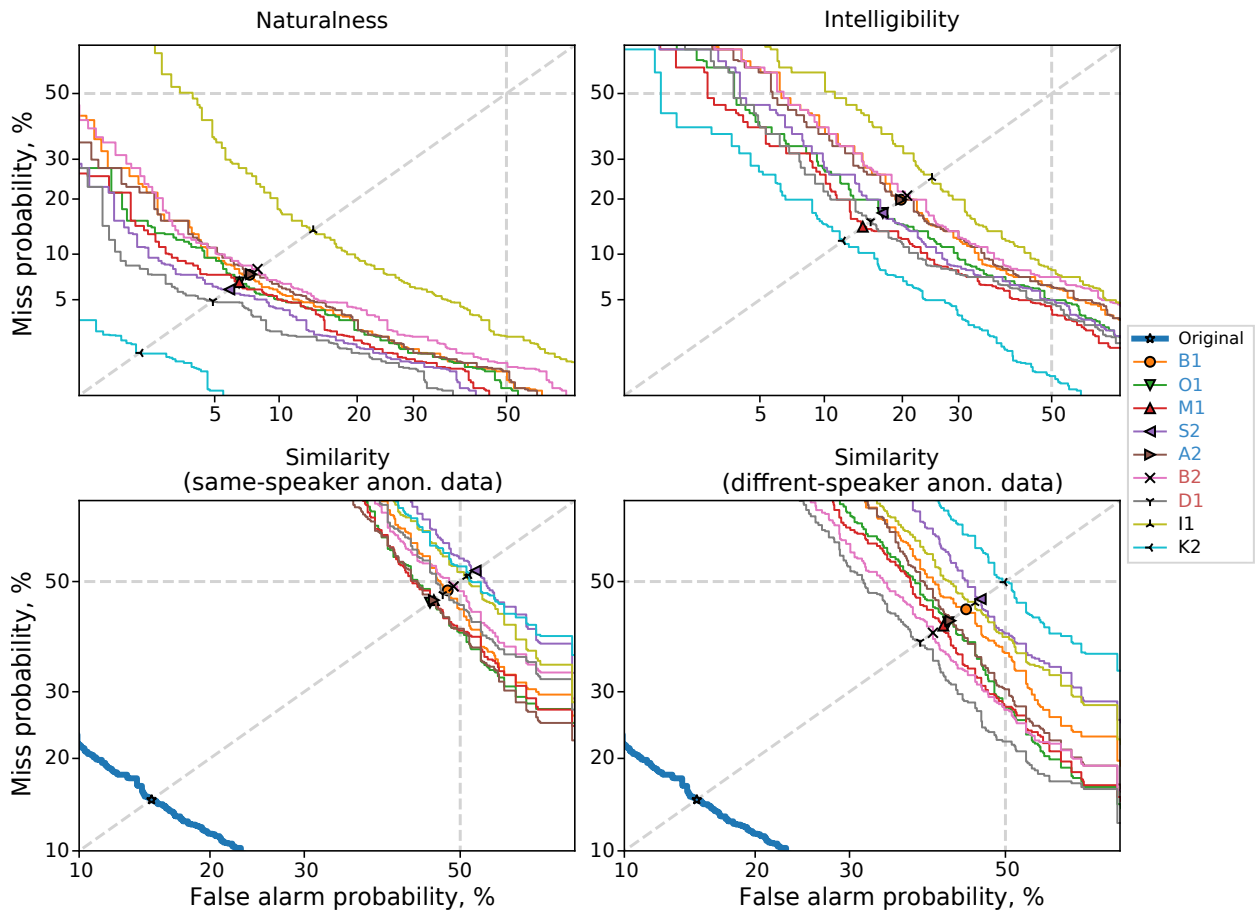 Naturalness
Intelligibility
Miss probability, %
50
30
20
10
5
5
10
20
30
50
50
30
20
10
5
5
10
20
30
50
Original
B1
O1
M1
S2
A2
B2
D1
I1
K2
Similarity
(same-speaker anon. data)
Similarity
(diffrent-speaker anon. data)
Miss probability, %
50
30
20
10
10
20
50
False alarm probability, %
50
30
20
10
10
20
30
50
False alarm probability, %